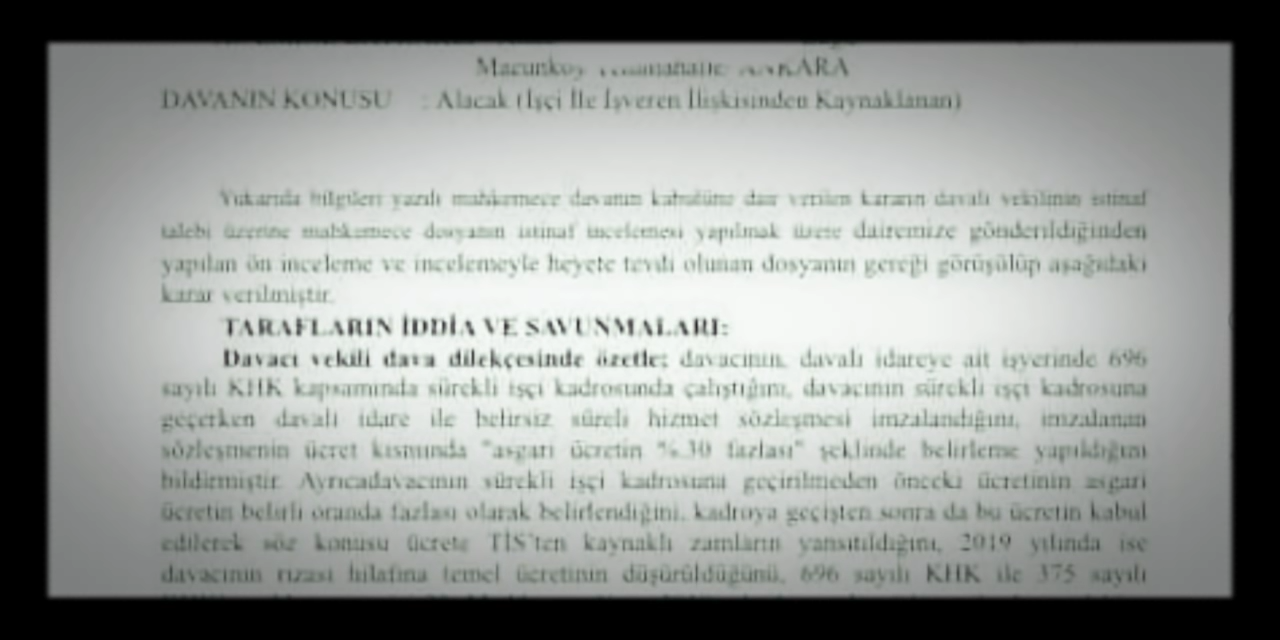 Macunköy ANKARA
DAVANIN KONUSU : Alacak (İşçi İle İşveren İlişkisinden Kaynaklanan)
Yukarıda bilgileri yazılı mahkemece davanın kabulüne dair verilen kararın davalı vekilinin istinaf
talebi üzerine mahkemece dosyanın istinaf incelemesi yapılmak üzere dairemize gönderildiğinden
yapılan ön inceleme ve incelemeyle heyete tevdi olunan dosyanın gereği görüşülüp aşağıdaki
karar verilmiştir.
TARAFLARIN İDDİA VE SAVUNMALARI:
Davacı vekili dava dilekçesinde özetle; davacının, davalı idareye ait işyerinde 696
sayılı KHK kapsamında sürekli işçi kadrosunda çalıştığını, davacının sürekli işçi kadrosuna
geçerken davalı idare ile belirsiz süreli hizmet sözleşmesi imzalandığını, imzalanan
sözleşmenin ücret kısmında "asgari ücretin %30 fazlası" şeklinde belirleme yapıldığını
bildirmiştir. Ayrıcadavacının sürekli işçi kadrosuna geçirilmeden önceki ücretinin asgari
ücretin belirli oranda fazlası olarak belirlendiğini, kadroya geçişten sonra da bu ücretin kabul
edilerek söz konusu ücrete TİS'ten kaynaklı zamların yansıtıldığını, 2019 yılında ise
davacının rızası hilafına temel ücretinin düşürüldüğünü, 696 sayılı KHK ile 375 sayılı